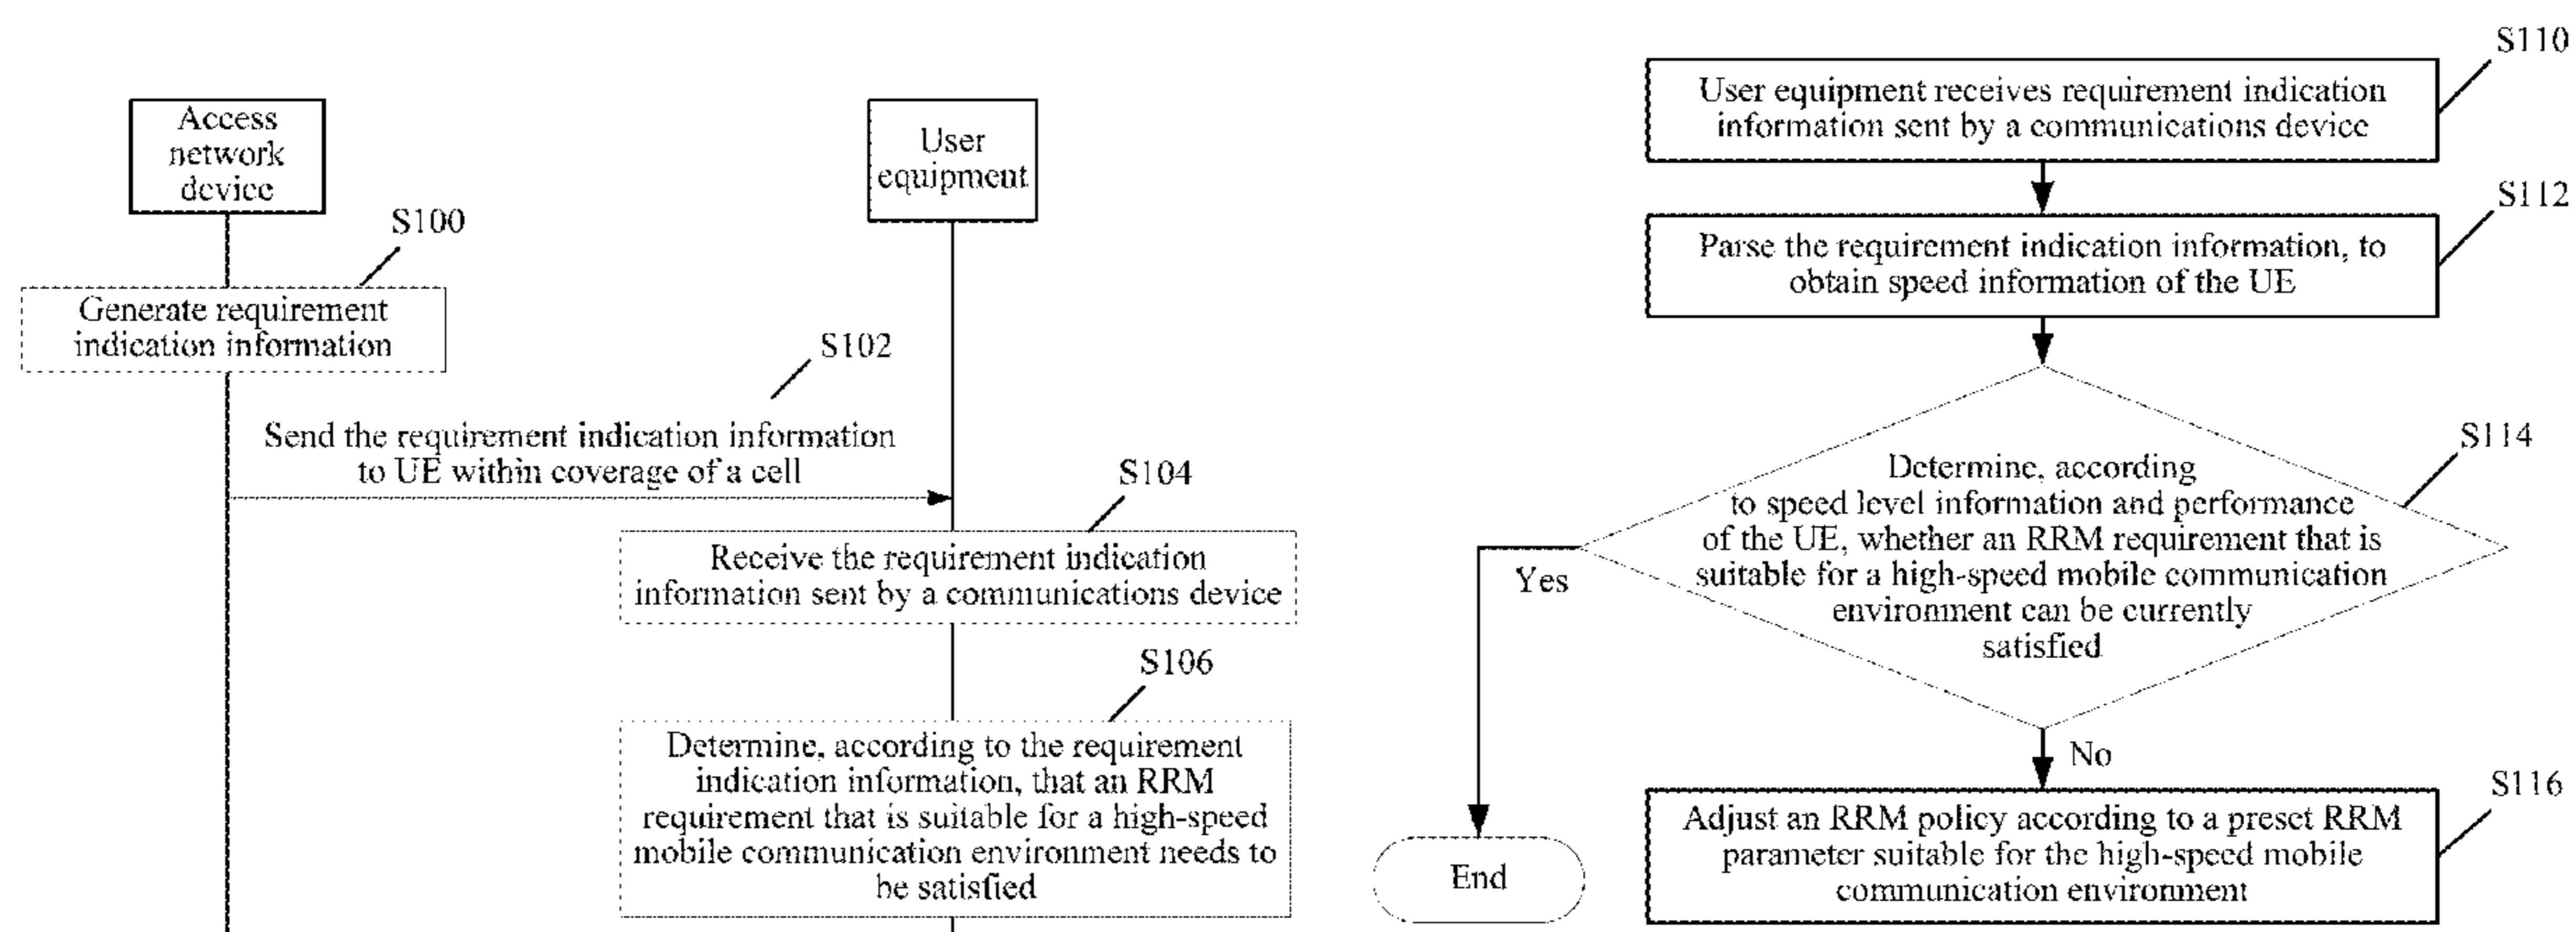 Access
network
device
User
equipment
S100
Generate requirement
indication information
S102
Send the requirement indication information
to UE within coverage of a cell
S104
Receive the requirement indication
information sent by a communications device
S106
Determine, according to the requirement
indication information, that an RRM
requirement that is suitable for a high-speed
mobile communication environment needs to
be satisfied
S110
User equipment receives requirement indication
information sent by a communications device
S112
Parse the requirement indication information, to
obtain speed information of the UE
S114
Determine, according
to speed level information and performance
of the UE, whether an RRM requirement that is
suitable for a high-speed mobile communication
environment can be currently
satisfied
Yes
No
End
S116
Adjust an RRM policy according to a preset RRM
parameter suitable for the high-speed mobile
communication environment